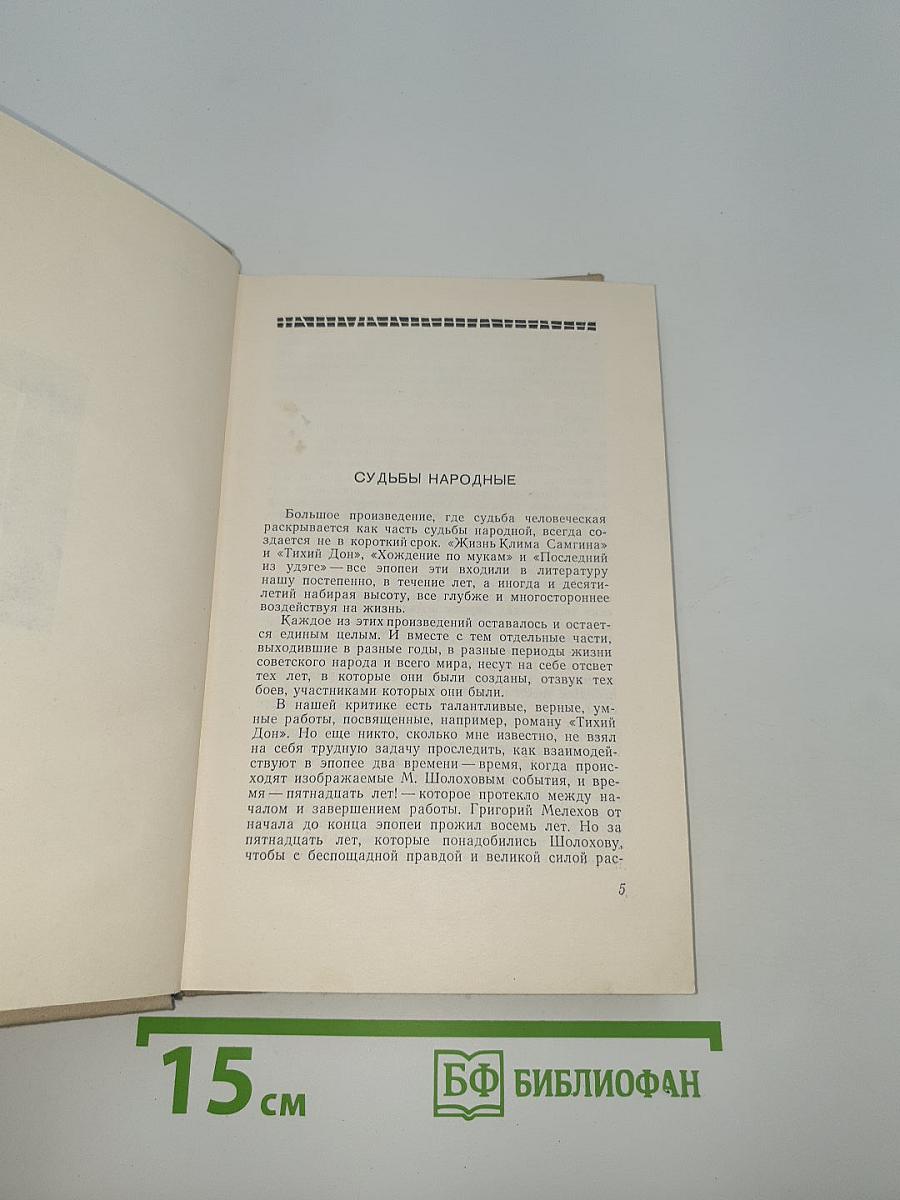 СУДЬБЫ НАРОДНЫЕ
Большое произведение, где судьба человеческая
раскрывается как часть судьбы народной, всегда со-
здается не в короткий срок. «Жизнь Клима Самгина»
и «Тихий Дон», «Хождение по мукам» и «Последний
из удэге» — все эпопеи эти входили в литературу
нашу постепенно, в течение лет, а иногда и десяти-
летий набирая высоту, все глубже и многостороннее
воздействуя на жизнь.
Каждое из этих произведений оставалось и остает-
ся единым целым. И вместе с тем отдельные части,
выходившие в разные годы, в разные периоды жизни
советского народа и всего мира, несут на себе отсвет
тех лет, в которые они были созданы, отзвук тех
боев, участниками которых они были.
В нашей критике есть талантливые, верные, ум-
ные работы, посвященные, например, роману «Тихий
Дон». Но еще никто, сколько мне известно, не взял
на себя трудную задачу проследить, как взаимодей-
ствуют в эпопее два времени — время, когда проис-
ходят изображаемые М. Шолоховым события, и вре-
мя — пятнадцать лет! — которое протекло между на-
чалом и завершением работы. Григорий Мелехов от
начала до конца эпопеи прожил восемь лет. Но за
пятнадцать лет, которые понадобились Шолохову,
чтобы с беспощадной правдой и великой силой рас-
5
15 см
БФ БИБЛИОФАН